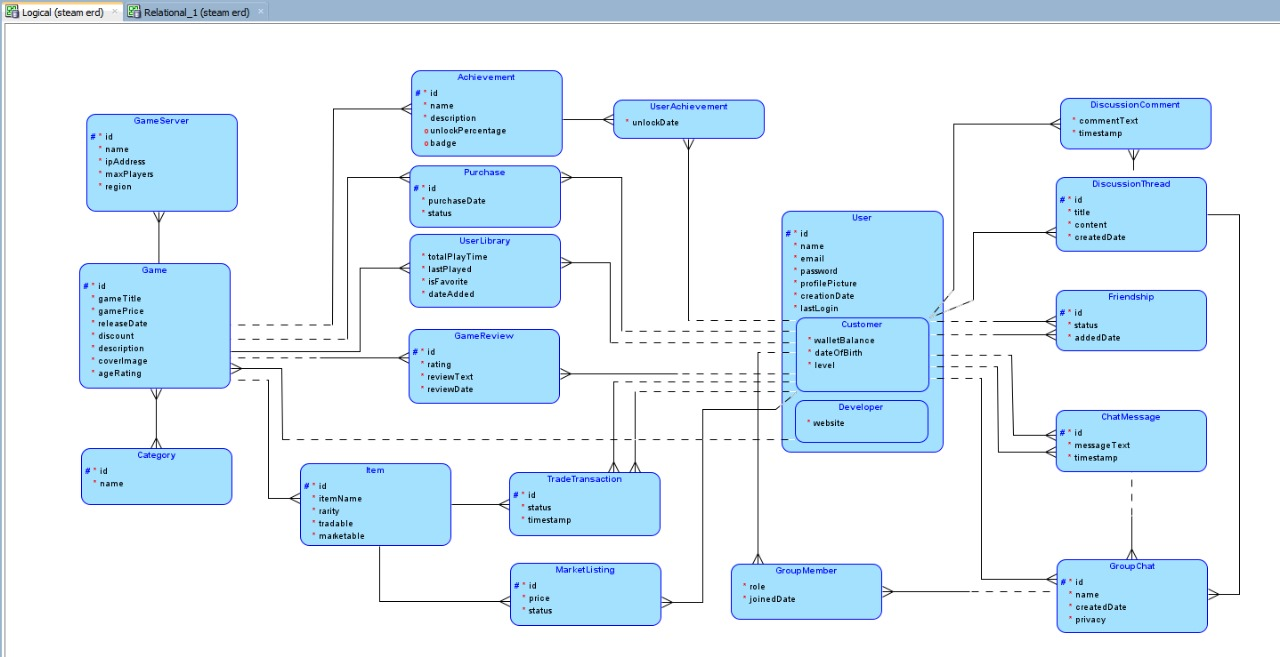 Logical (steam erd)
Relational_1 (steam erd)
Achievement
# * id
* name
* description
o unlockPercentage
o badge
UserAchievement
* unlockDate
DiscussionComment
* commentText
* timestamp
GameServer
# * id
* name
* ipAddress
* maxPlayers
* region
Purchase
# * id
* purchaseDate
* status
DiscussionThread
# * id
* title
* content
* createdDate
User
# * id
* name
* email
* password
* profilePicture
* creationDate
* lastLogin
Customer
* walletBalance
* dateOfBirth
* level
Developer
* website
UserLibrary
* totalPlayTime
* lastPlayed
* isFavorite
* dateAdded
Game
# * id
* gameTitle
* gamePrice
* releaseDate
* discount
* description
* coverImage
* ageRating
Friendship
# * id
* status
* addedDate
GameReview
# * id
* rating
* reviewText
* reviewDate
ChatMessage
# * id
* messageText
* timestamp
Category
# * id
* name
Item
# * id
* itemName
* rarity
* tradable
* marketable
TradeTransaction
# * id
* status
* timestamp
MarketListing
# * id
* price
* status
GroupMember
* role
* joinedDate
GroupChat
# * id
* name
* createdDate
* privacy